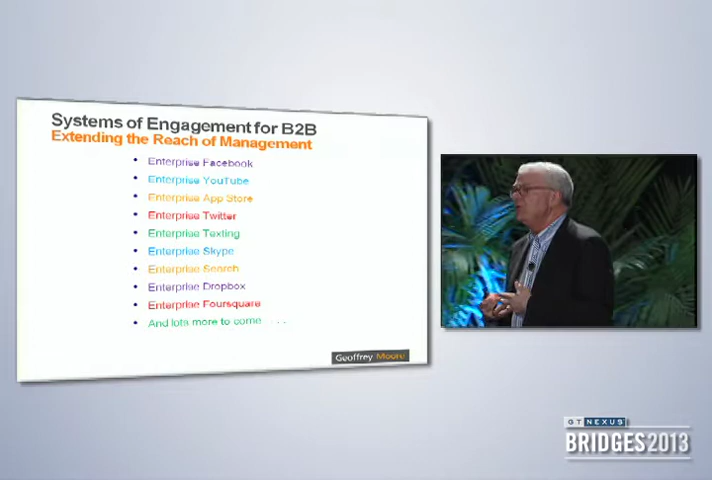 Systems of Engagement for B2B
Extending the Reach of Management
• Enterprise Facebook
• Enterprise YouTube
• Enterprise App Store
• Enterprise Twitter
• Enterprise Texting
• Enterprise Skype
• Enterprise Search
• Enterprise Dropbox
• Enterprise Foursquare
• And lots more to come . . .
Geoffrey Moore
GT NEXUS
BRIDGES2013